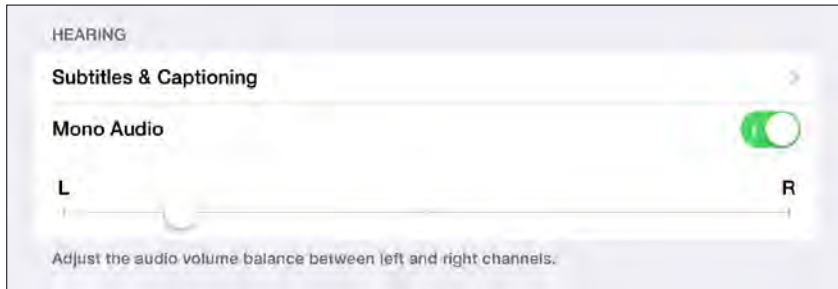 HEARING
Subtitles & Captioning
Mono Audio
L R
Adjust the audio volume balance between left and right channels.